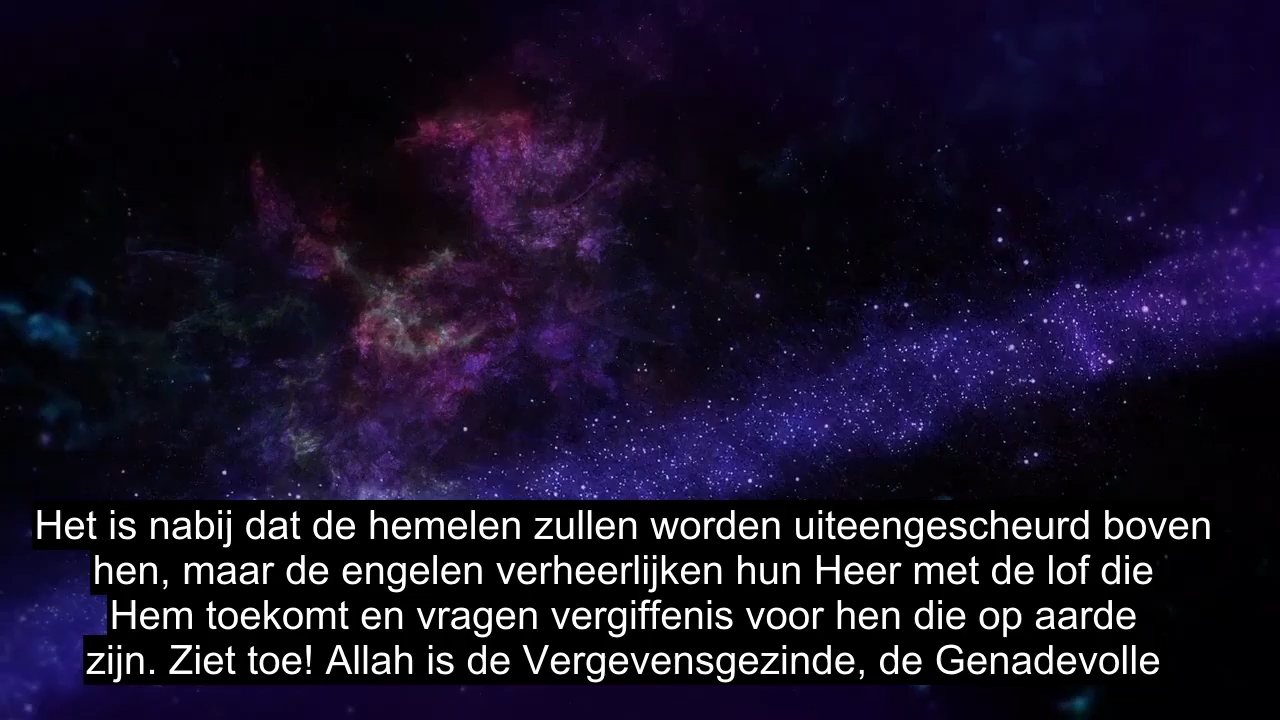 Het is nabij dat de hemelen zullen worden uiteengescheurd boven
hen, maar de engelen verheerlijken hun Heer met de lof die
Hem toekomt en vragen vergiffenis voor hen die op aarde
zijn. Ziet toe! Allah is de Vergevensgezinde, de Genadevolle